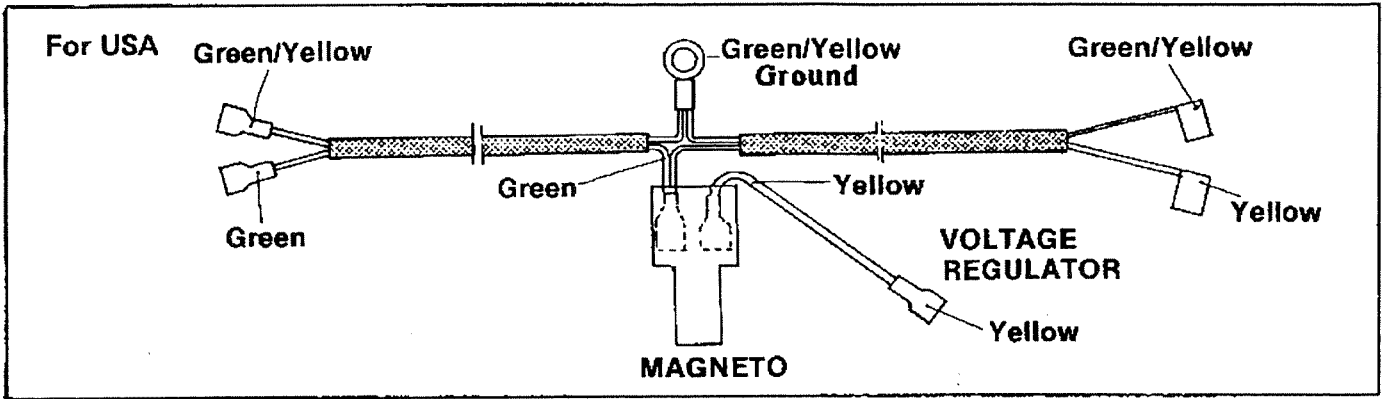 For USA
Green/Yellow
Green/Yellow
Ground
Green/Yellow
Green
Yellow
Green
Yellow
VOLTAGE
REGULATOR
Yellow
MAGNETO